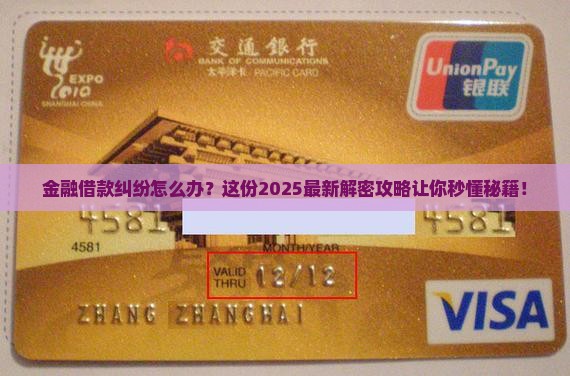 EXPO
2010
SHANGHAI CHINA
交通銀行
BANK OF COMMUNICATIONS
太平洋卡 PACIFIC CARD
UnionPay
银联
金融借款纠纷怎么办？这份2025最新解密攻略让你秒懂秘籍！
4581 4581
4581
MONTH/YEAR
VALID THRU 12/12
ZHANG ZHANGHAI
VISA